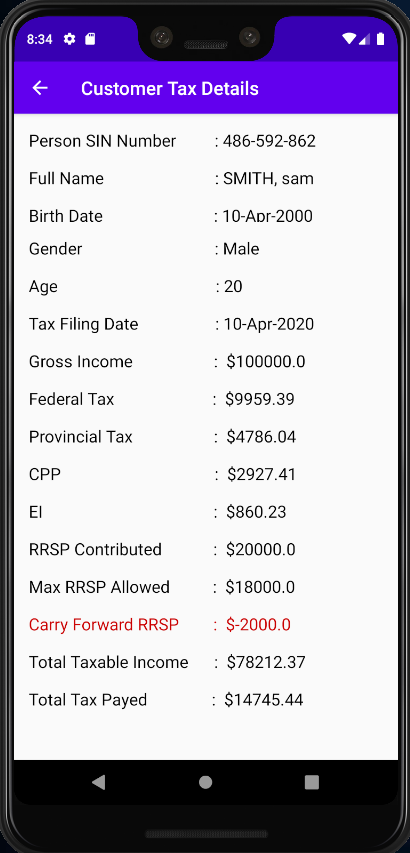 8:34
Customer Tax Details
Person SIN Number : 486-592-862
Full Name : SMITH, sam
Birth Date : 10-Apr-2000
Gender : Male
Age : 20
Tax Filing Date : 10-Apr-2020
Gross Income : $100000.0
Federal Tax : $9959.39
Provincial Tax : $4786.04
CPP : $2927.41
EI : $860.23
RRSP Contributed : $20000.0
Max RRSP Allowed : $18000.0
Carry Forward RRSP : $-2000.0
Total Taxable Income : $78212.37
Total Tax Payed : $14745.44